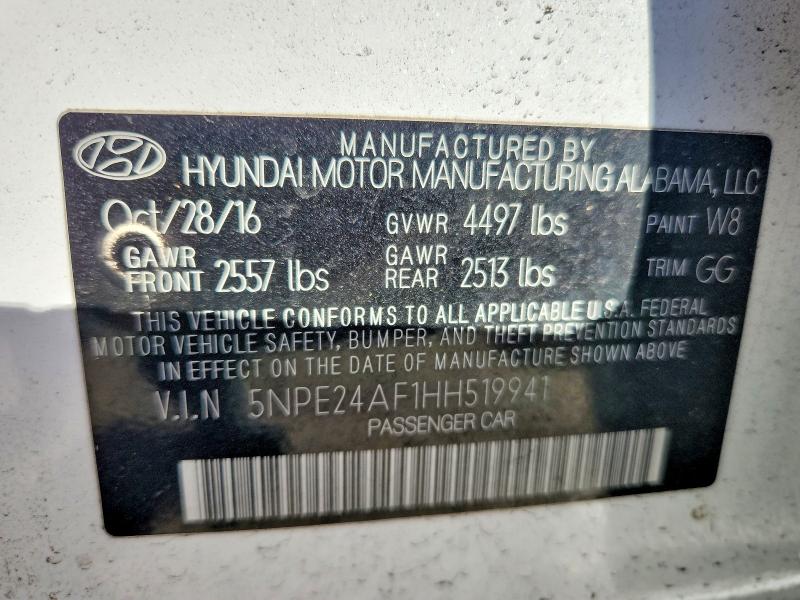 MANUFACTURED BY
HYUNDAI MOTOR MANUFACTURING ALABAMA, LLC
Oct/28/16 GVWR 4497 lbs PAINT W8
GAWR FRONT 2557 lbs GAWR REAR 2513 lbs TRIM GG
THIS VEHICLE CONFORMS TO ALL APPLICABLE U.S.A. FEDERAL
MOTOR VEHICLE SAFETY, BUMPER, AND THEFT PREVENTION STANDARDS
IN EFFECT ON THE DATE OF MANUFACTURE SHOWN ABOVE
V.I.N 5NPE24AF1HH519941
PASSENGER CAR